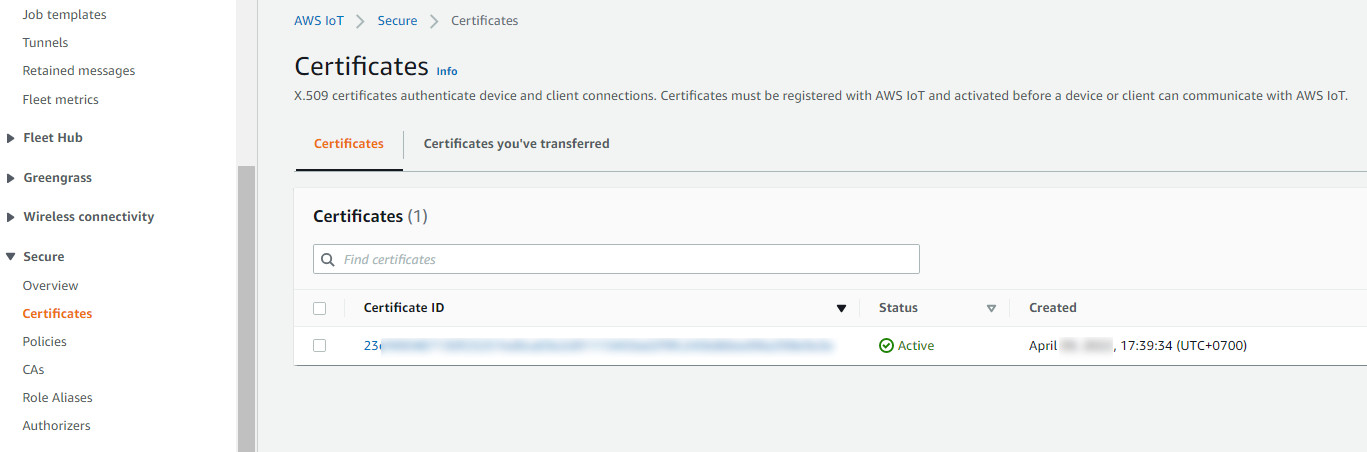 Job templates
Tunnels
Retained messages
Fleet metrics
Fleet Hub
Greengrass
Wireless connectivity
Secure
Overview
Certificates
Policies
CAs
Role Aliases
Authorizers
AWS IoT > Secure > Certificates
Certificates Info
X.509 certificates authenticate device and client connections. Certificates must be registered with AWS IoT and activated before a device or client can communicate with AWS IoT.
Certificates Certificates you've transferred
Certificates (1)
Find certificates
Certificate ID Status Created
23 Active April , 17:39:34 (UTC+0700)